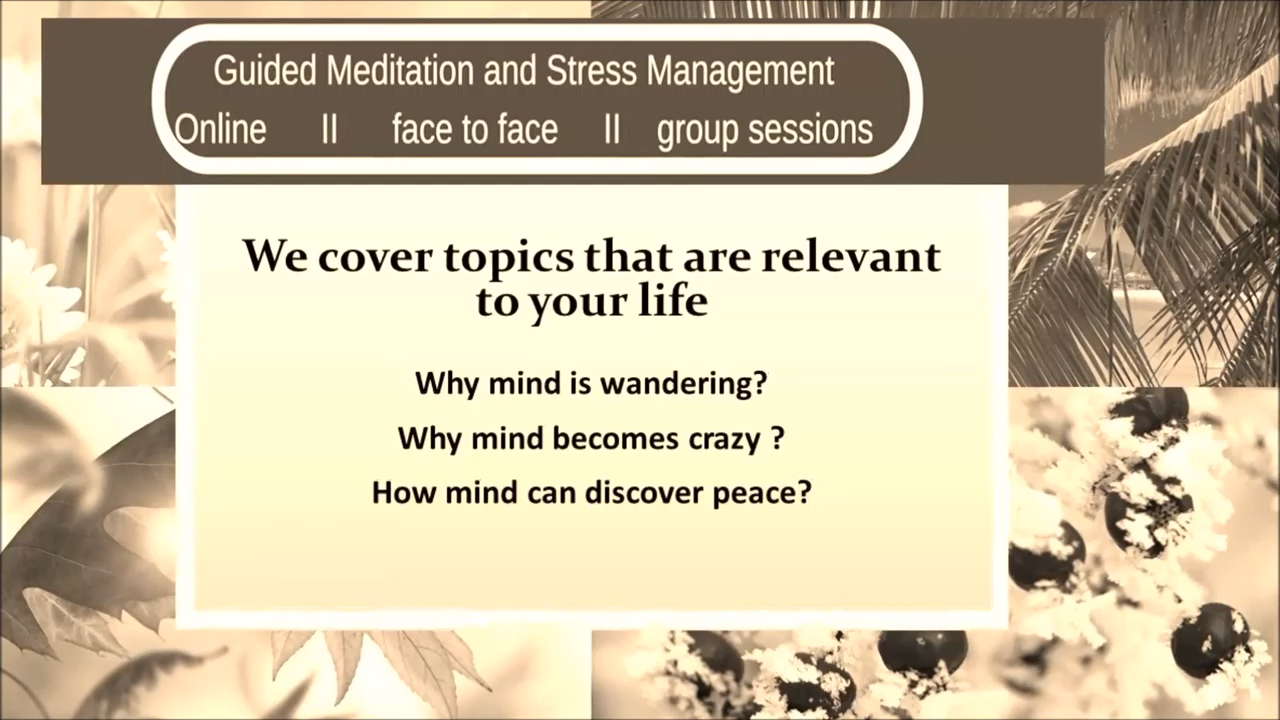 Guided Meditation and Stress Management
Online II face to face II group sessions
We cover topics that are relevant
to your life
Why mind is wandering?
Why mind becomes crazy ?
How mind can discover peace?